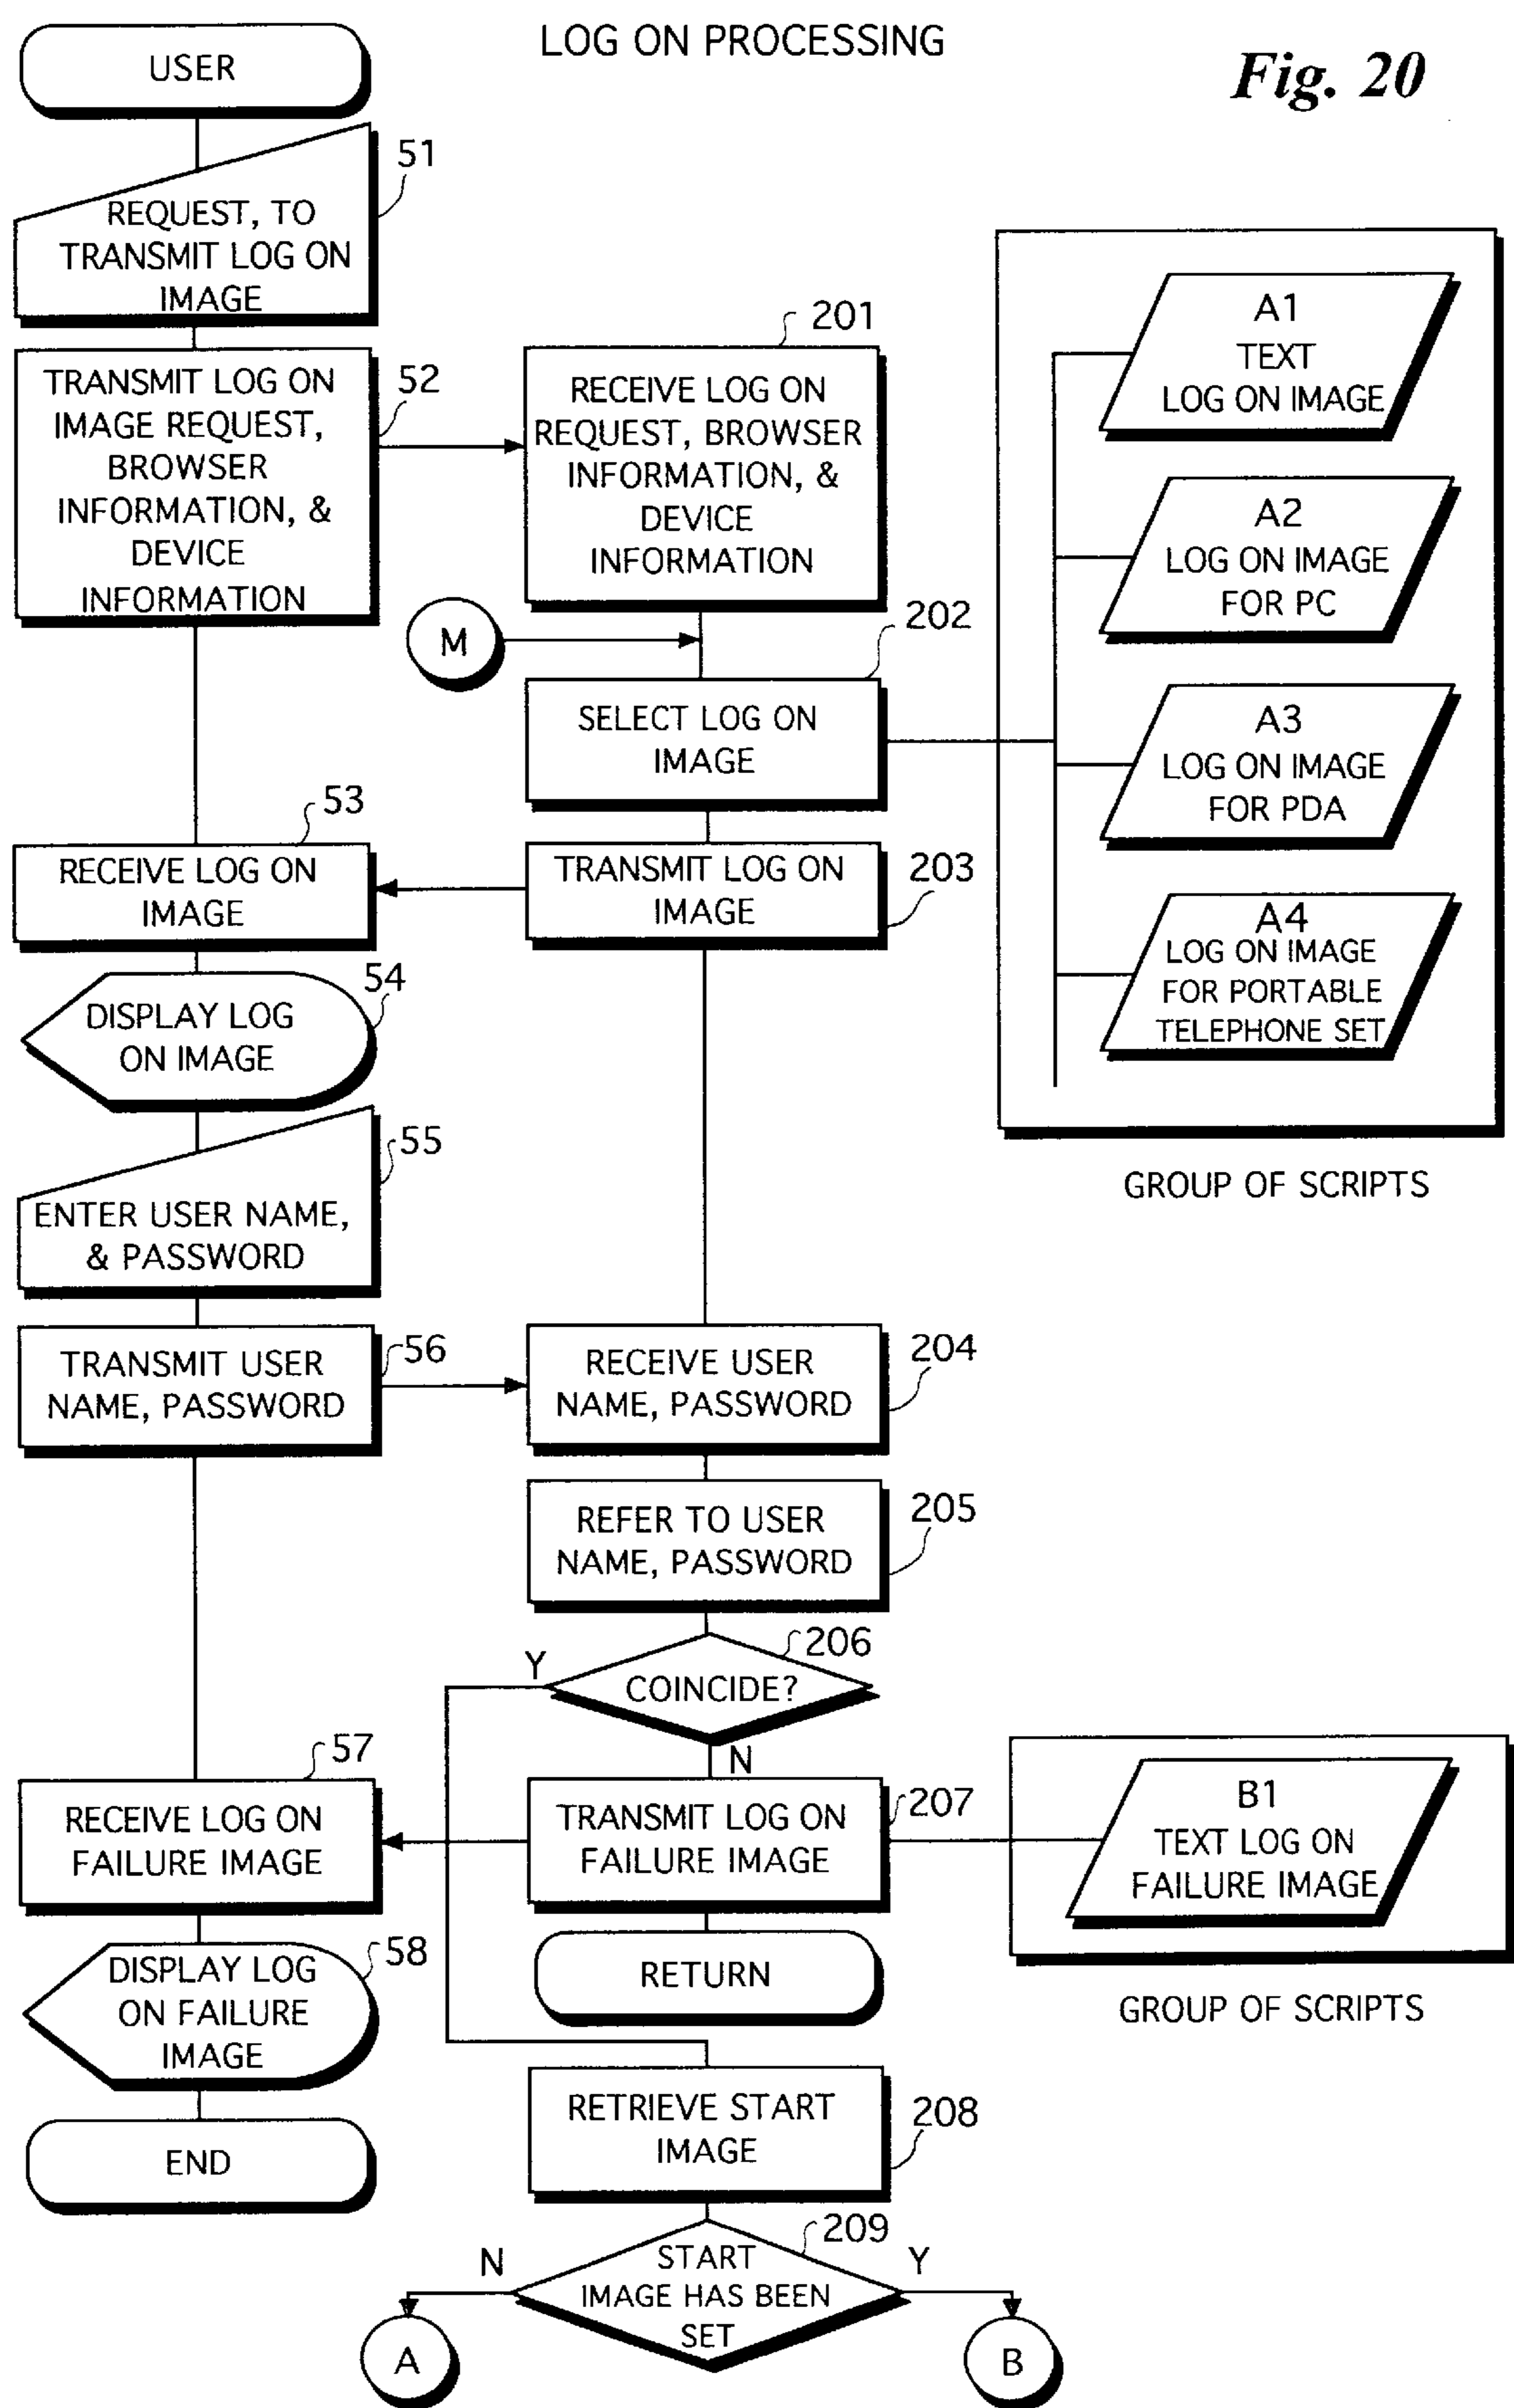 LOG ON PROCESSING
Fig. 20
USER
51
REQUEST, TO
TRANSMIT LOG ON
IMAGE
TRANSMIT LOG ON
IMAGE REQUEST,
BROWSER
INFORMATION, &
DEVICE
INFORMATION
52
201
RECEIVE LOG ON
REQUEST, BROWSER
INFORMATION, &
DEVICE
INFORMATION
M
202
SELECT LOG ON
IMAGE
A1
TEXT
LOG ON IMAGE
A2
LOG ON IMAGE
FOR PC
A3
LOG ON IMAGE
FOR PDA
A4
LOG ON IMAGE
FOR PORTABLE
TELEPHONE SET
GROUP OF SCRIPTS
53
RECEIVE LOG ON
IMAGE
TRANSMIT LOG ON
IMAGE
203
54
DISPLAY LOG
ON IMAGE
55
ENTER USER NAME,
& PASSWORD
TRANSMIT USER
NAME, PASSWORD
56
RECEIVE USER
NAME, PASSWORD
204
REFER TO USER
NAME, PASSWORD
205
206
Y
COINCIDE?
N
57
RECEIVE LOG ON
FAILURE IMAGE
TRANSMIT LOG ON
FAILURE IMAGE
207
B1
TEXT LOG ON
FAILURE IMAGE
GROUP OF SCRIPTS
RETURN
58
DISPLAY LOG
ON FAILURE
IMAGE
END
RETRIEVE START
IMAGE
208
209
N
START
IMAGE HAS BEEN
SET
Y
A
B